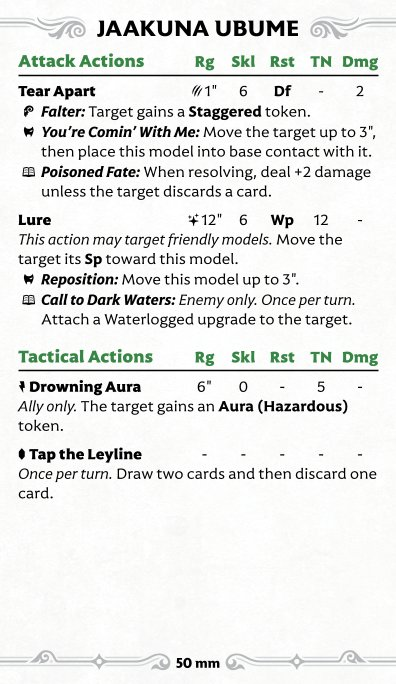 JAAKUNA UBUME
Attack Actions Rg Skl Rst TN Dmg
Tear Apart 1" 6 Df - 2
Falter: Target gains a Staggered token.
You're Comin' With Me: Move the target up to 3",
then place this model into base contact with it.
Poisoned Fate: When resolving, deal +2 damage
unless the target discards a card.
Lure 12" 6 Wp 12 -
This action may target friendly models. Move the
target its Sp toward this model.
Reposition: Move this model up to 3".
Call to Dark Waters: Enemy only. Once per turn.
Attach a Waterlogged upgrade to the target.
Tactical Actions Rg Skl Rst TN Dmg
Drowning Aura 6" 0 - 5 -
Ally only. The target gains an Aura (Hazardous)
token.
Tap the Leyline - - - - -
Once per turn. Draw two cards and then discard one
card.
50 mm